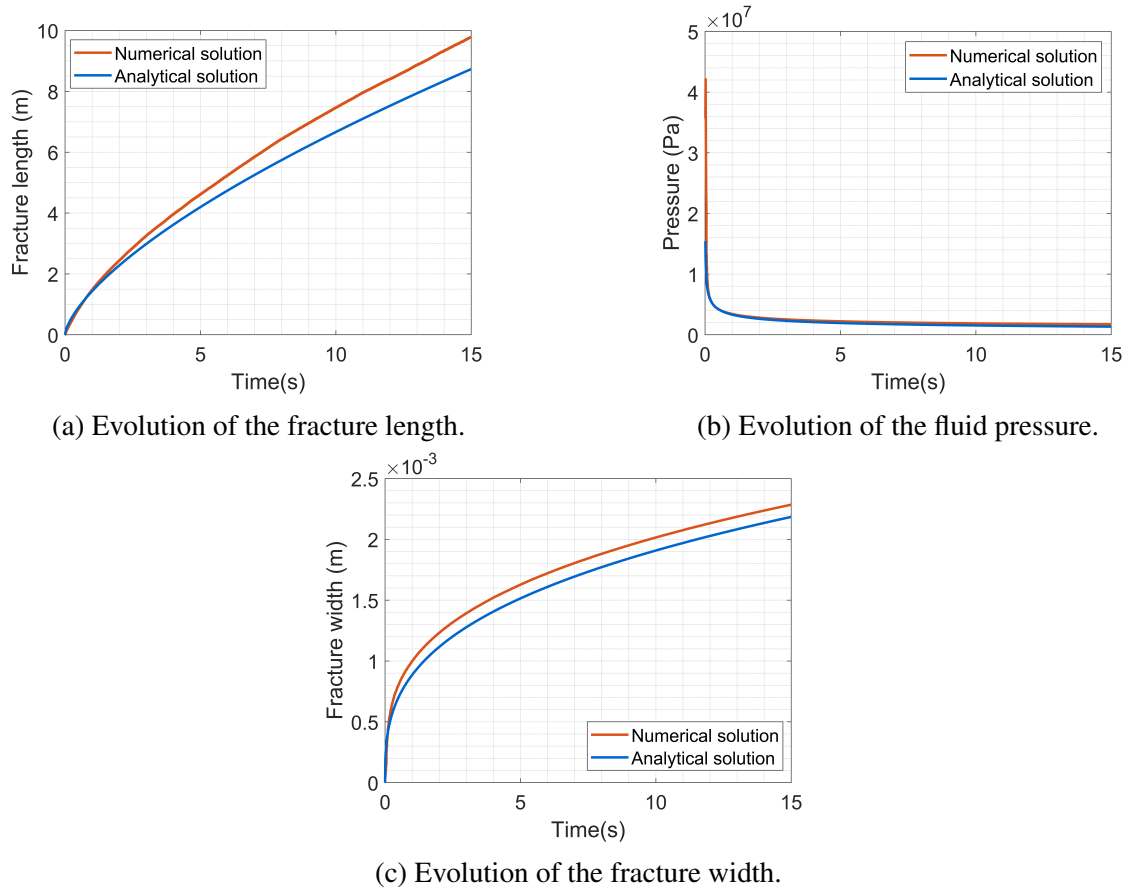 10
8
6
4
2
0
Fracture length (m)
Numerical solution
Analytical solution
0 5 10 15
Time(s)
(a) Evolution of the fracture length.
×10^7
5
4
3
2
1
0
Pressure (Pa)
Numerical solution
Analytical solution
0 5 10 15
Time(s)
(b) Evolution of the fluid pressure.
×10^-3
2.5
2
1.5
1
0.5
0
Fracture width (m)
Numerical solution
Analytical solution
0 5 10 15
Time(s)
(c) Evolution of the fracture width.